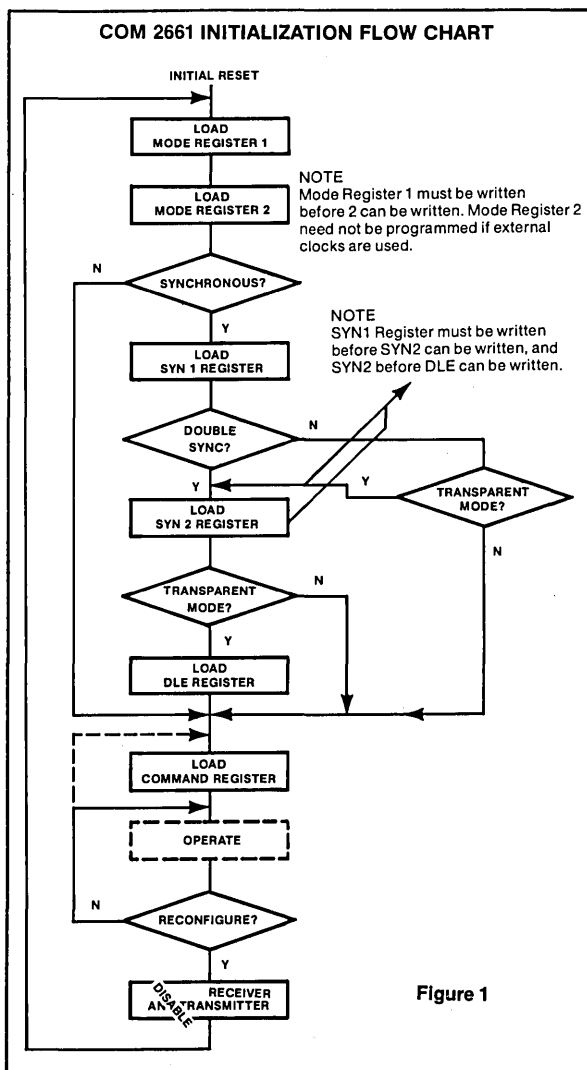 COM 2661 INITIALIZATION FLOW CHART
INITIAL RESET
LOAD
MODE REGISTER 1
LOAD
MODE REGISTER 2
NOTE
Mode Register 1 must be written
before 2 can be written. Mode Register 2
need not be programmed if external
clocks are used.
N
SYNCHRONOUS?
Y
NOTE
SYN1 Register must be written
before SYN2 can be written, and
SYN2 before DLE can be written.
LOAD
SYN 1 REGISTER
DOUBLE
SYNC?
N
Y
Y
TRANSPARENT
MODE?
LOAD
SYN 2 REGISTER
N
TRANSPARENT
MODE?
N
Y
LOAD
DLE REGISTER
LOAD
COMMAND REGISTER
OPERATE
N
RECONFIGURE?
Y
DISABLE
RECEIVER
AND TRANSMITTER
Figure 1